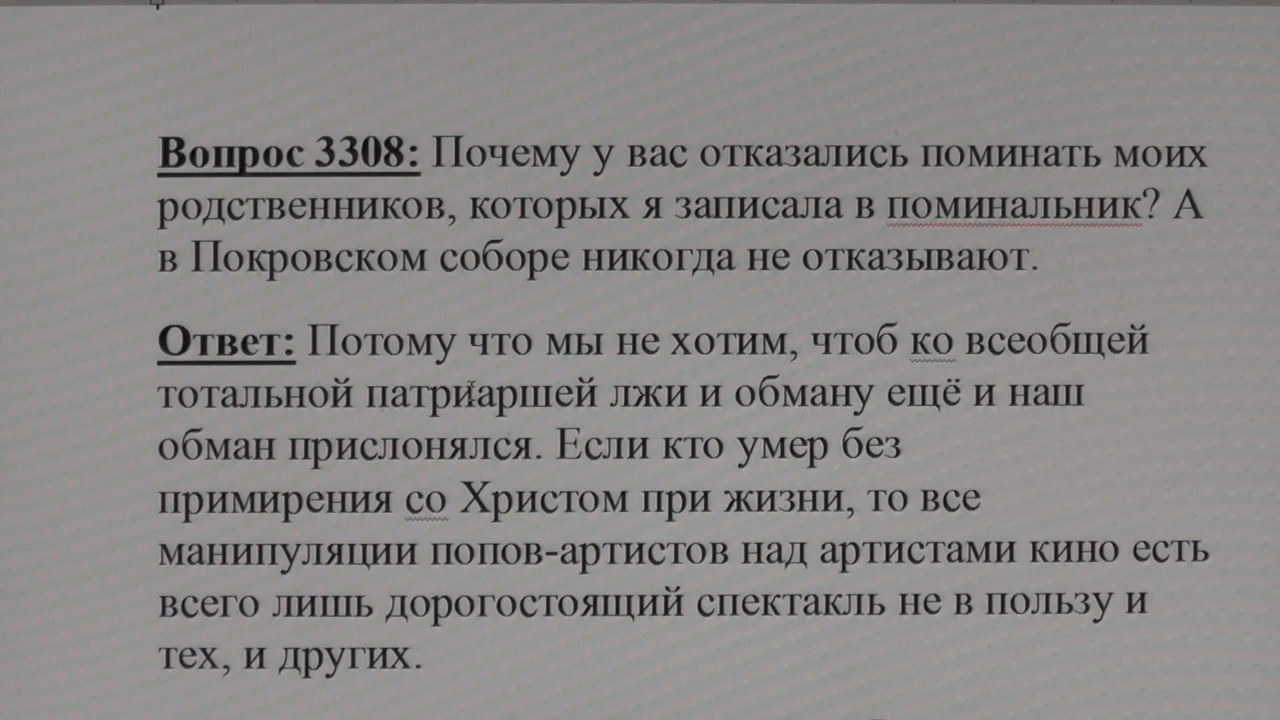 Вопрос 3308: Почему у вас отказались поминать моих
родственников, которых я записала в поминальник? А
в Покровском соборе никогда не отказывают.
Ответ: Потому что мы не хотим, чтоб ко всеобщей
тотальной патриаршей лжи и обману ещё и наш
обман прислонялся. Если кто умер без
примирения со Христом при жизни, то все
манипуляции попов-артистов над артистами кино есть
всего лишь дорогостоящий спектакль не в пользу и
тех, и других.